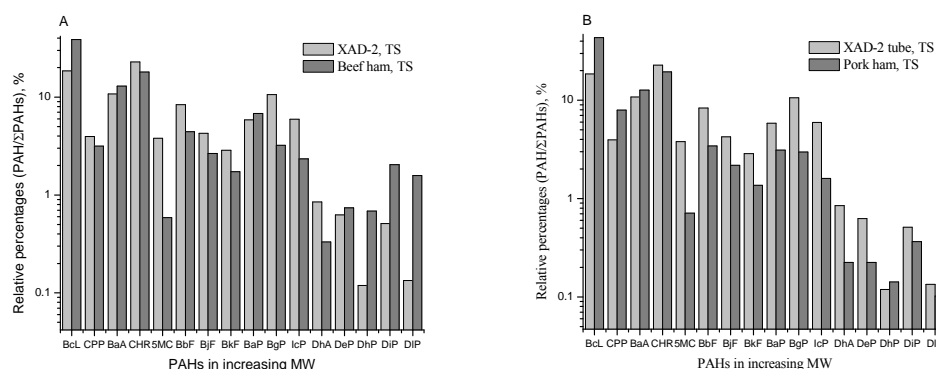 A
XAD-2, TS
Beef ham, TS
Relative percentages (PAH/ΣPAHs), %
10
1
0.1
BcL CPP BaA CHR 5MC BbF BjF BkF BaP BgP IcP DhA DeP DhP DiP DlP
PAHs in increasing MW
B
XAD-2 tube, TS
Pork ham, TS
Relative percentages (PAH/ΣPAHs), %
10
1
0.1
BcL CPP BaA CHR 5MC BbF BjF BkF BaP BgP IcP DhA DeP DhP DiP Dl
PAHs in increasing MW